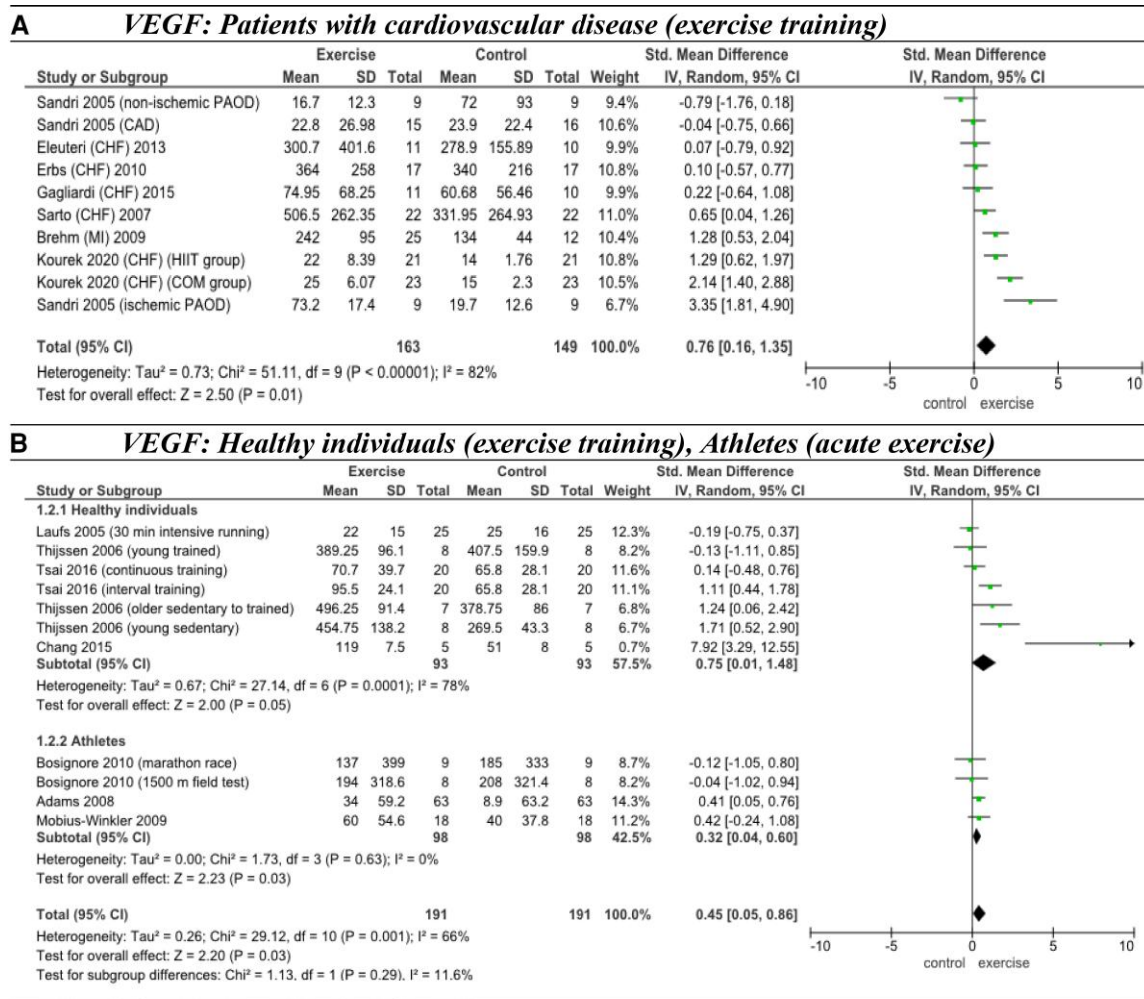 A VEGF: Patients with cardiovascular disease (exercise training)
Exercise Control Std. Mean Difference Std. Mean Difference
Study or Subgroup Mean SD Total Mean SD Total Weight IV, Random, 95% CI IV, Random, 95% CI
Sandri 2005 (non-ischemic PAOD) 16.7 12.3 9 72 93 9 9.4% -0.79 [-1.76, 0.18]
Sandri 2005 (CAD) 22.8 26.98 15 23.9 22.4 16 10.6% -0.04 [-0.75, 0.66]
Eleuteri (CHF) 2013 300.7 401.6 11 278.9 155.89 10 9.9% 0.07 [-0.79, 0.92]
Erbs (CHF) 2010 364 258 17 340 216 17 10.8% 0.10 [-0.57, 0.77]
Gagliardi (CHF) 2015 74.95 68.25 11 60.68 56.46 10 9.9% 0.22 [-0.64, 1.08]
Sarto (CHF) 2007 506.5 262.35 22 331.95 264.93 22 11.0% 0.65 [0.04, 1.26]
Brehm (MI) 2009 242 95 25 134 44 12 10.4% 1.28 [0.53, 2.04]
Kourek 2020 (CHF) (HIIT group) 22 8.39 21 14 1.76 21 10.8% 1.29 [0.62, 1.97]
Kourek 2020 (CHF) (COM group) 25 6.07 23 15 2.3 23 10.5% 2.14 [1.40, 2.88]
Sandri 2005 (ischemic PAOD) 73.2 17.4 9 19.7 12.6 9 6.7% 3.35 [1.81, 4.90]
Total (95% CI) 163 149 100.0% 0.76 [0.16, 1.35]
Heterogeneity: Tau² = 0.73; Chi² = 51.11, df = 9 (P < 0.00001); I² = 82%
Test for overall effect: Z = 2.50 (P = 0.01)
-10 -5 0 5 10
control exercise
B VEGF: Healthy individuals (exercise training), Athletes (acute exercise)
Exercise Control Std. Mean Difference Std. Mean Difference
Study or Subgroup Mean SD Total Mean SD Total Weight IV, Random, 95% CI IV, Random, 95% CI
1.2.1 Healthy individuals
Laufs 2005 (30 min intensive running) 22 15 25 25 16 25 12.3% -0.19 [-0.75, 0.37]
Thijssen 2006 (young trained) 389.25 96.1 8 407.5 159.9 8 8.2% -0.13 [-1.11, 0.85]
Tsai 2016 (continuous training) 70.7 39.7 20 65.8 28.1 20 11.6% 0.14 [-0.48, 0.76]
Tsai 2016 (interval training) 95.5 24.1 20 65.8 28.1 20 11.1% 1.11 [0.44, 1.78]
Thijssen 2006 (older sedentary to trained) 496.25 91.4 7 378.75 86 7 6.8% 1.24 [0.06, 2.42]
Thijssen 2006 (young sedentary) 454.75 138.2 8 269.5 43.3 8 6.7% 1.71 [0.52, 2.90]
Chang 2015 119 7.5 5 51 8 5 0.7% 7.92 [3.29, 12.55]
Subtotal (95% CI) 93 93 57.5% 0.75 [0.01, 1.48]
Heterogeneity: Tau² = 0.67; Chi² = 27.14, df = 6 (P = 0.0001); I² = 78%
Test for overall effect: Z = 2.00 (P = 0.05)
1.2.2 Athletes
Bosignore 2010 (marathon race) 137 399 9 185 333 9 8.7% -0.12 [-1.05, 0.80]
Bosignore 2010 (1500 m field test) 194 318.6 8 208 321.4 8 8.2% -0.04 [-1.02, 0.94]
Adams 2008 34 59.2 63 8.9 63.2 63 14.3% 0.41 [0.05, 0.76]
Mobius-Winkler 2009 60 54.6 18 40 37.8 18 11.2% 0.42 [-0.24, 1.08]
Subtotal (95% CI) 98 98 42.5% 0.32 [0.04, 0.60]
Heterogeneity: Tau² = 0.00; Chi² = 1.73, df = 3 (P = 0.63); I² = 0%
Test for overall effect: Z = 2.23 (P = 0.03)
Total (95% CI) 191 191 100.0% 0.45 [0.05, 0.86]
Heterogeneity: Tau² = 0.26; Chi² = 29.12, df = 10 (P = 0.001); I² = 66%
Test for overall effect: Z = 2.20 (P = 0.03)
Test for subgroup differences: Chi² = 1.13, df = 1 (P = 0.29), I² = 11.6%
-10 -5 0 5 10
control exercise